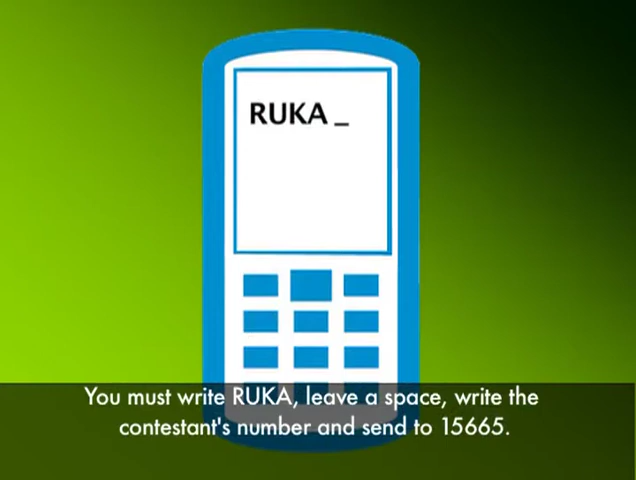 RUKA _
You must write RUKA, leave a space, write the
contestant's number and send to 15665.